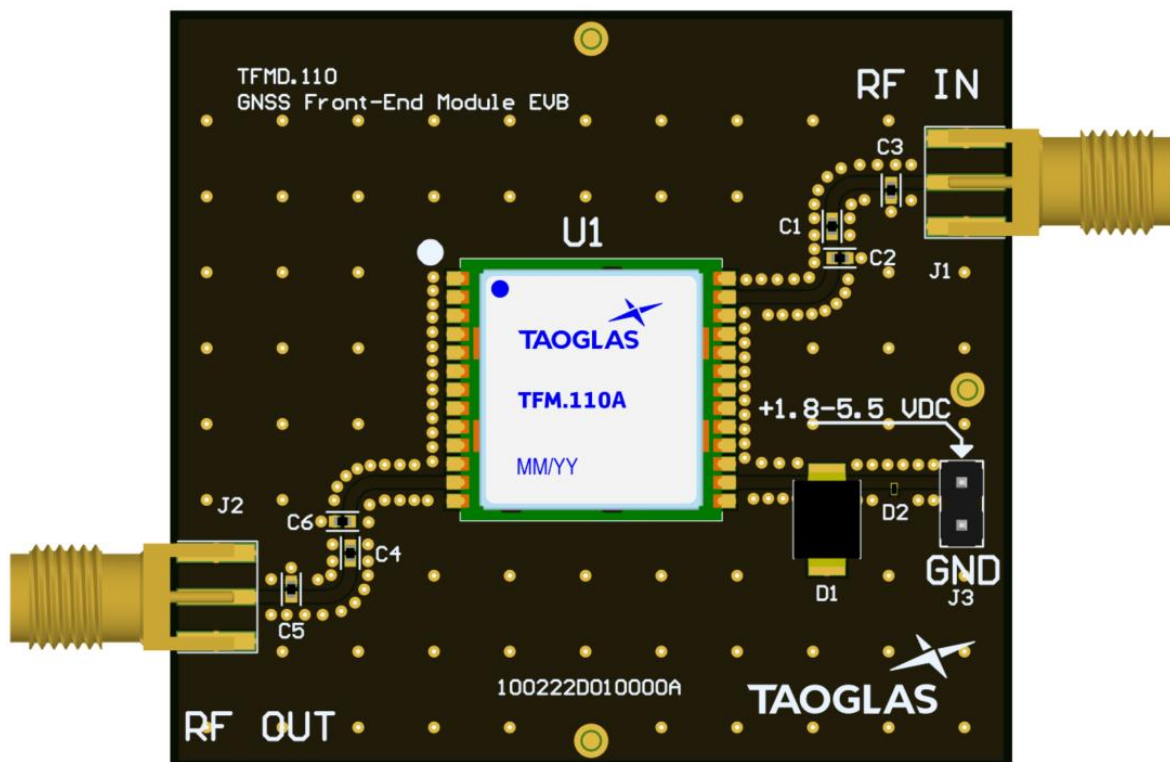 TFMD.110
GNSS Front-End Module EVB
RF IN
C3
C1
U1
C2
J1
TAOGLAS
TFM.110A
+1.8-5.5 VDC
MM/YY
J2
C6
D2
C4
GND
D1
J3
C5
100222D010000A
TAOGLAS
RF OUT